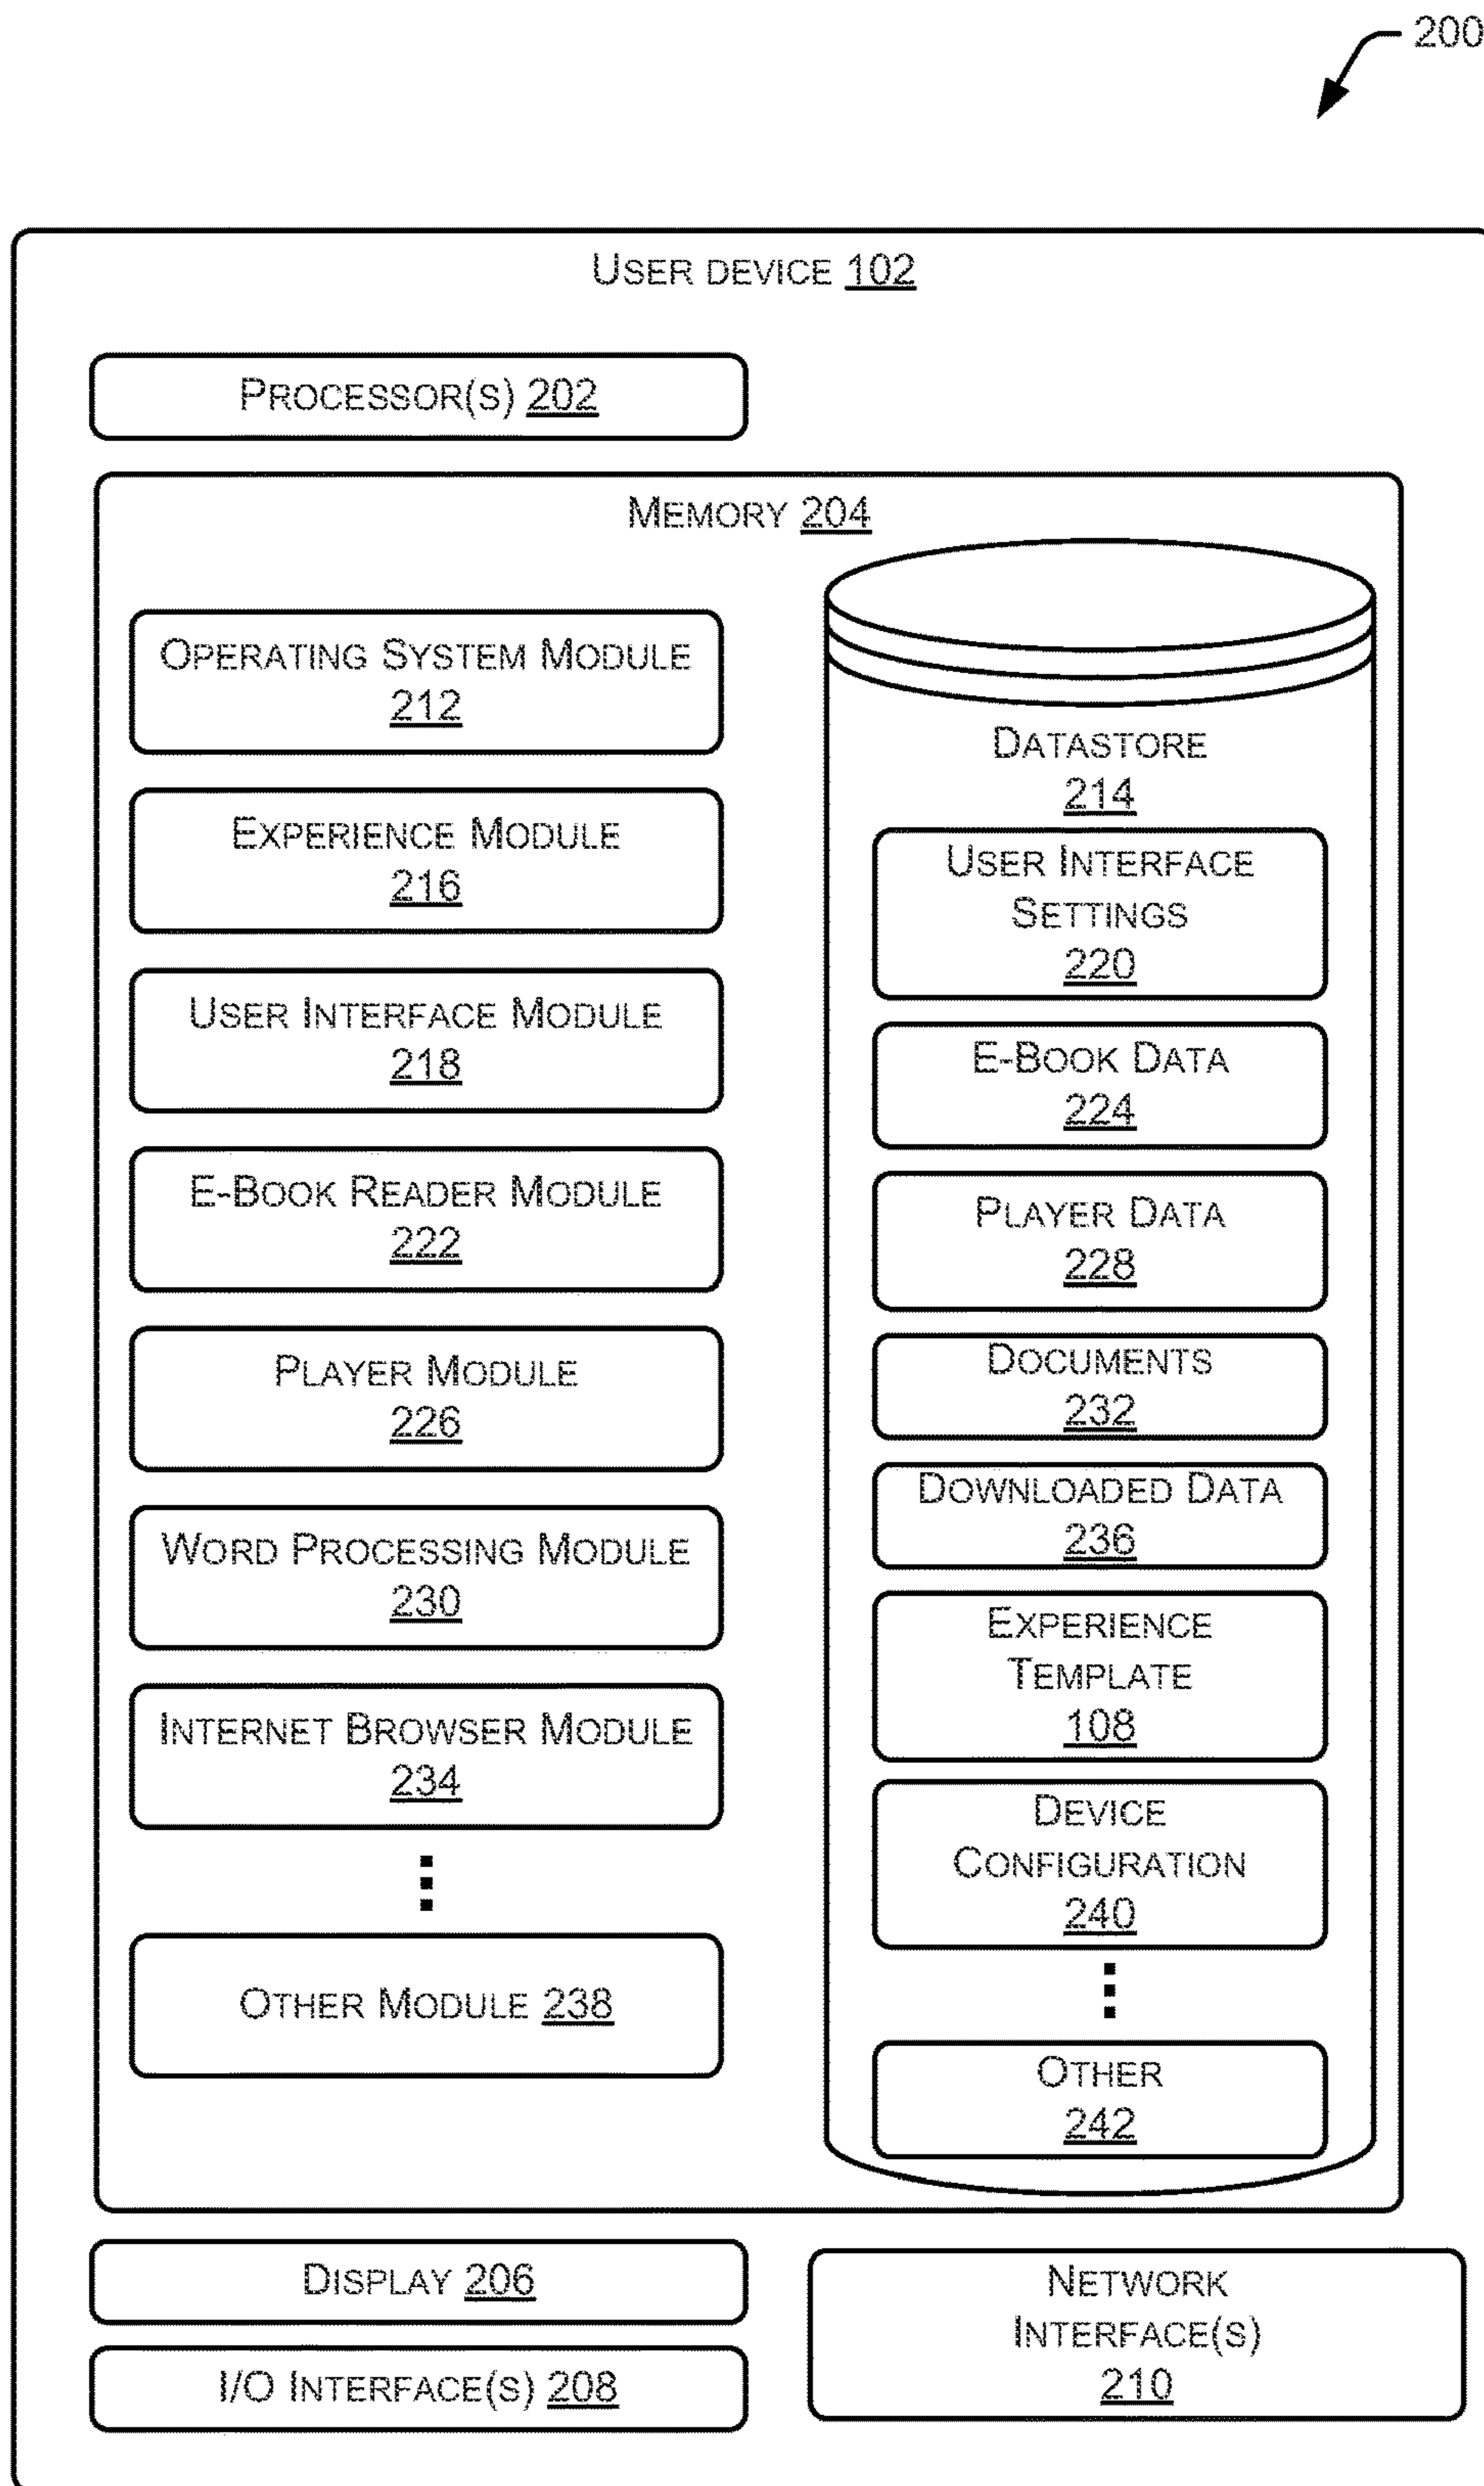 200
USER DEVICE 102
PROCESSOR(S) 202
MEMORY 204
OPERATING SYSTEM MODULE
212
EXPERIENCE MODULE
216
USER INTERFACE MODULE
218
E-BOOK READER MODULE
222
PLAYER MODULE
226
WORD PROCESSING MODULE
230
INTERNET BROWSER MODULE
234
OTHER MODULE 238
DATASTORE
214
USER INTERFACE
SETTINGS
220
E-BOOK DATA
224
PLAYER DATA
228
DOCUMENTS
232
DOWNLOADED DATA
236
EXPERIENCE
TEMPLATE
108
DEVICE
CONFIGURATION
240
OTHER
242
DISPLAY 206
I/O INTERFACE(S) 208
NETWORK
INTERFACE(S)
210